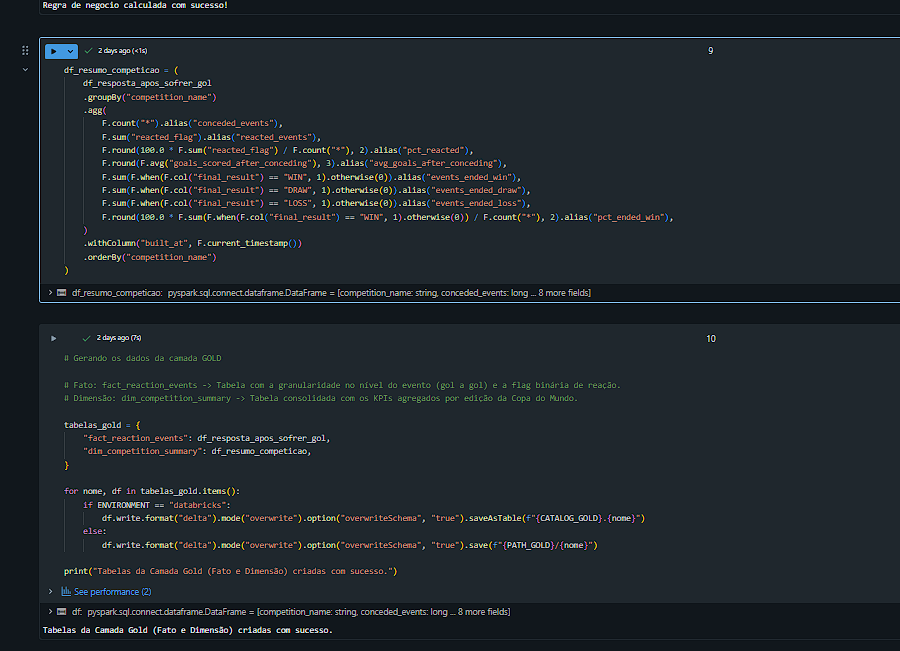 Regra de negocio calculada com sucesso!
2 days ago (<1s)
9
df_resumo_competicao = (
df_resposta_apos_sofrer_gol
.groupBy("competition_name")
.agg(
F.count("*").alias("conceded_events"),
F.sum("reacted_flag").alias("reacted_events"),
F.round(100.0 * F.sum("reacted_flag") / F.count("*"), 2).alias("pct_reacted"),
F.round(F.avg("goals_scored_after_conceding"), 3).alias("avg_goals_after_conceding"),
F.sum(F.when(F.col("final_result") == "WIN", 1).otherwise(0)).alias("events_ended_win"),
F.sum(F.when(F.col("final_result") == "DRAW", 1).otherwise(0)).alias("events_ended_draw"),
F.sum(F.when(F.col("final_result") == "LOSS", 1).otherwise(0)).alias("events_ended_loss"),
F.round(100.0 * F.sum(F.when(F.col("final_result") == "WIN", 1).otherwise(0)) / F.count("*"), 2).alias("pct_ended_win"),
)
.withColumn("built_at", F.current_timestamp())
.orderBy("competition_name")
)
df_resumo_competicao: pyspark.sql.connect.dataframe.DataFrame = [competition_name: string, conceded_events: long ... 8 more fields]
2 days ago (7s)
10
# Gerando os dados da camada GOLD
# Fato: fact_reaction_events -> Tabela com a granularidade no nível do evento (gol a gol) e a flag binária de reação.
# Dimensão: dim_competition_summary -> Tabela consolidada com os KPIs agregados por edição da Copa do Mundo.
tabelas_gold = {
"fact_reaction_events": df_resposta_apos_sofrer_gol,
"dim_competition_summary": df_resumo_competicao,
}
for nome, df in tabelas_gold.items():
if ENVIRONMENT == "databricks":
df.write.format("delta").mode("overwrite").option("overwriteSchema", "true").saveAsTable(f"{CATALOG_GOLD}.{nome}")
else:
df.write.format("delta").mode("overwrite").option("overwriteSchema", "true").save(f"{PATH_GOLD}/{nome}")
print("Tabelas da Camada Gold (Fato e Dimensão) criadas com sucesso.")
See performance (2)
df: pyspark.sql.connect.dataframe.DataFrame = [competition_name: string, conceded_events: long ... 8 more fields]
Tabelas da Camada Gold (Fato e Dimensão) criadas com sucesso.